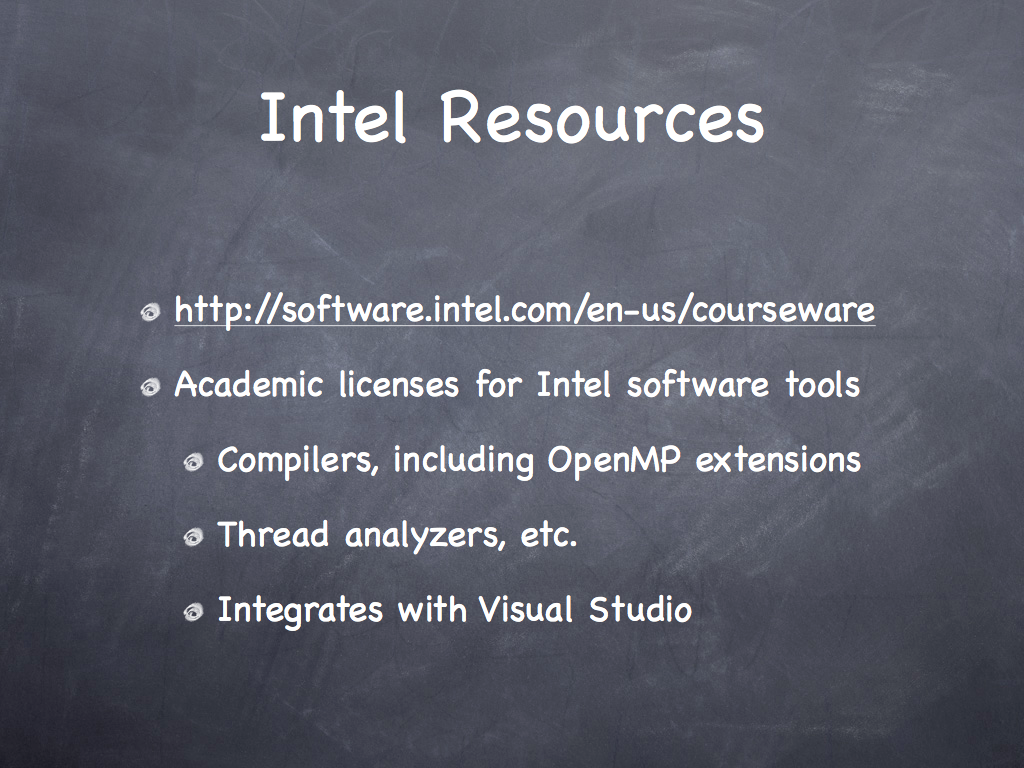 Intel Resources
http://software.intel.com/en-us/courseware
Academic licenses for Intel software tools
Compilers, including OpenMP extensions
Thread analyzers, etc.
Integrates with Visual Studio